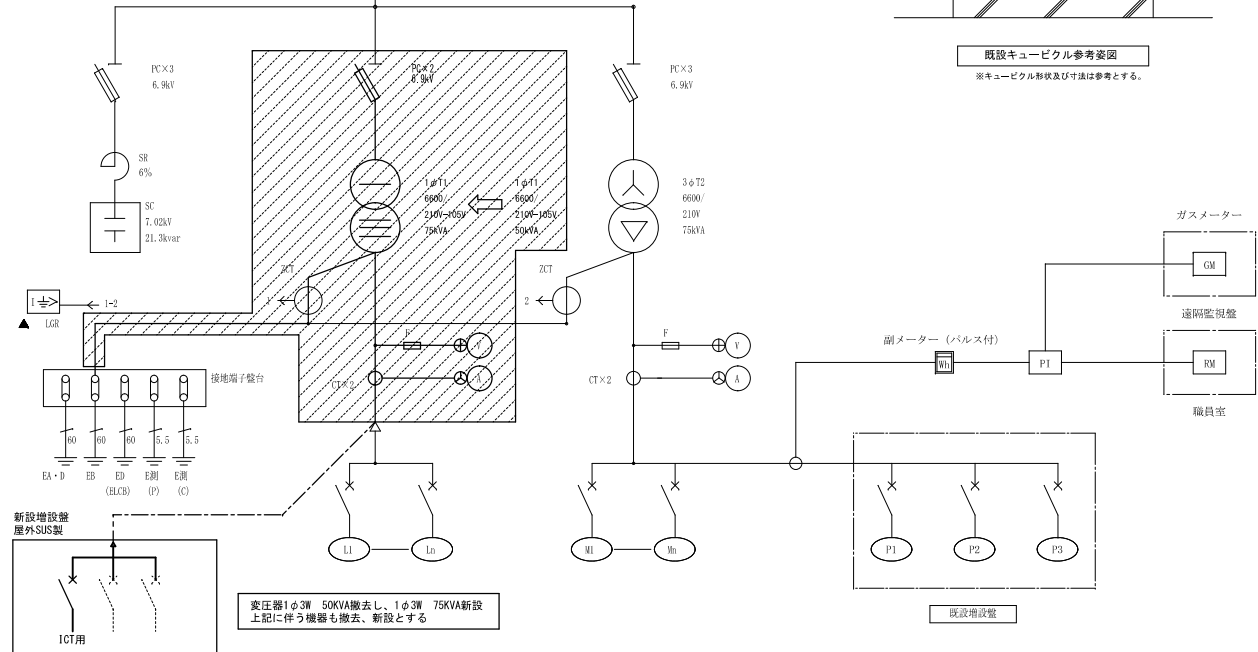 既設キュービクル参考姿図
※キュービクル形状及び寸法は参考とする。
PC×3
6.9kV
PC×2
6.9kV
PC×3
6.9kV
SR
6%
SC
7.02kV
21.3kvar
1φT1
6600/
210V-105V
75kVA
1φT1
6600/
210V-105V
50kVA
3φT2
6600/
210V
75kVA
ZCT
1
ZCT
2
I
LGR
1-2
接地端子盤台
60
60
60
5.5
5.5
EA・D
EB
ED
(ELCB)
E測
(P)
E測
(C)
F
V
CT×2
A
F
V
CT×2
A
ガスメーター
GM
遠隔監視盤
副メーター（パルス付）
Wh
PI
RM
職員室
L1
Ln
M1
Mn
P1
P2
P3
既設増設盤
新設増設盤
屋外SUS製
ICT用
変圧器1φ3W 50KVA撤去し、1φ3W 75KVA新設
上記に伴う機器も撤去、新設とする